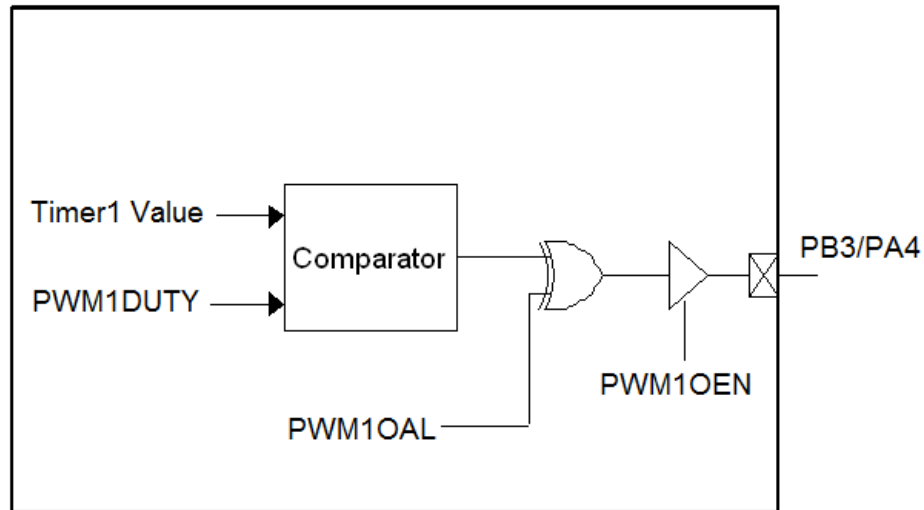 Timer1 Value
Comparator
PB3/PA4
PWM1DUTY
PWM1OEN
PWM1OAL